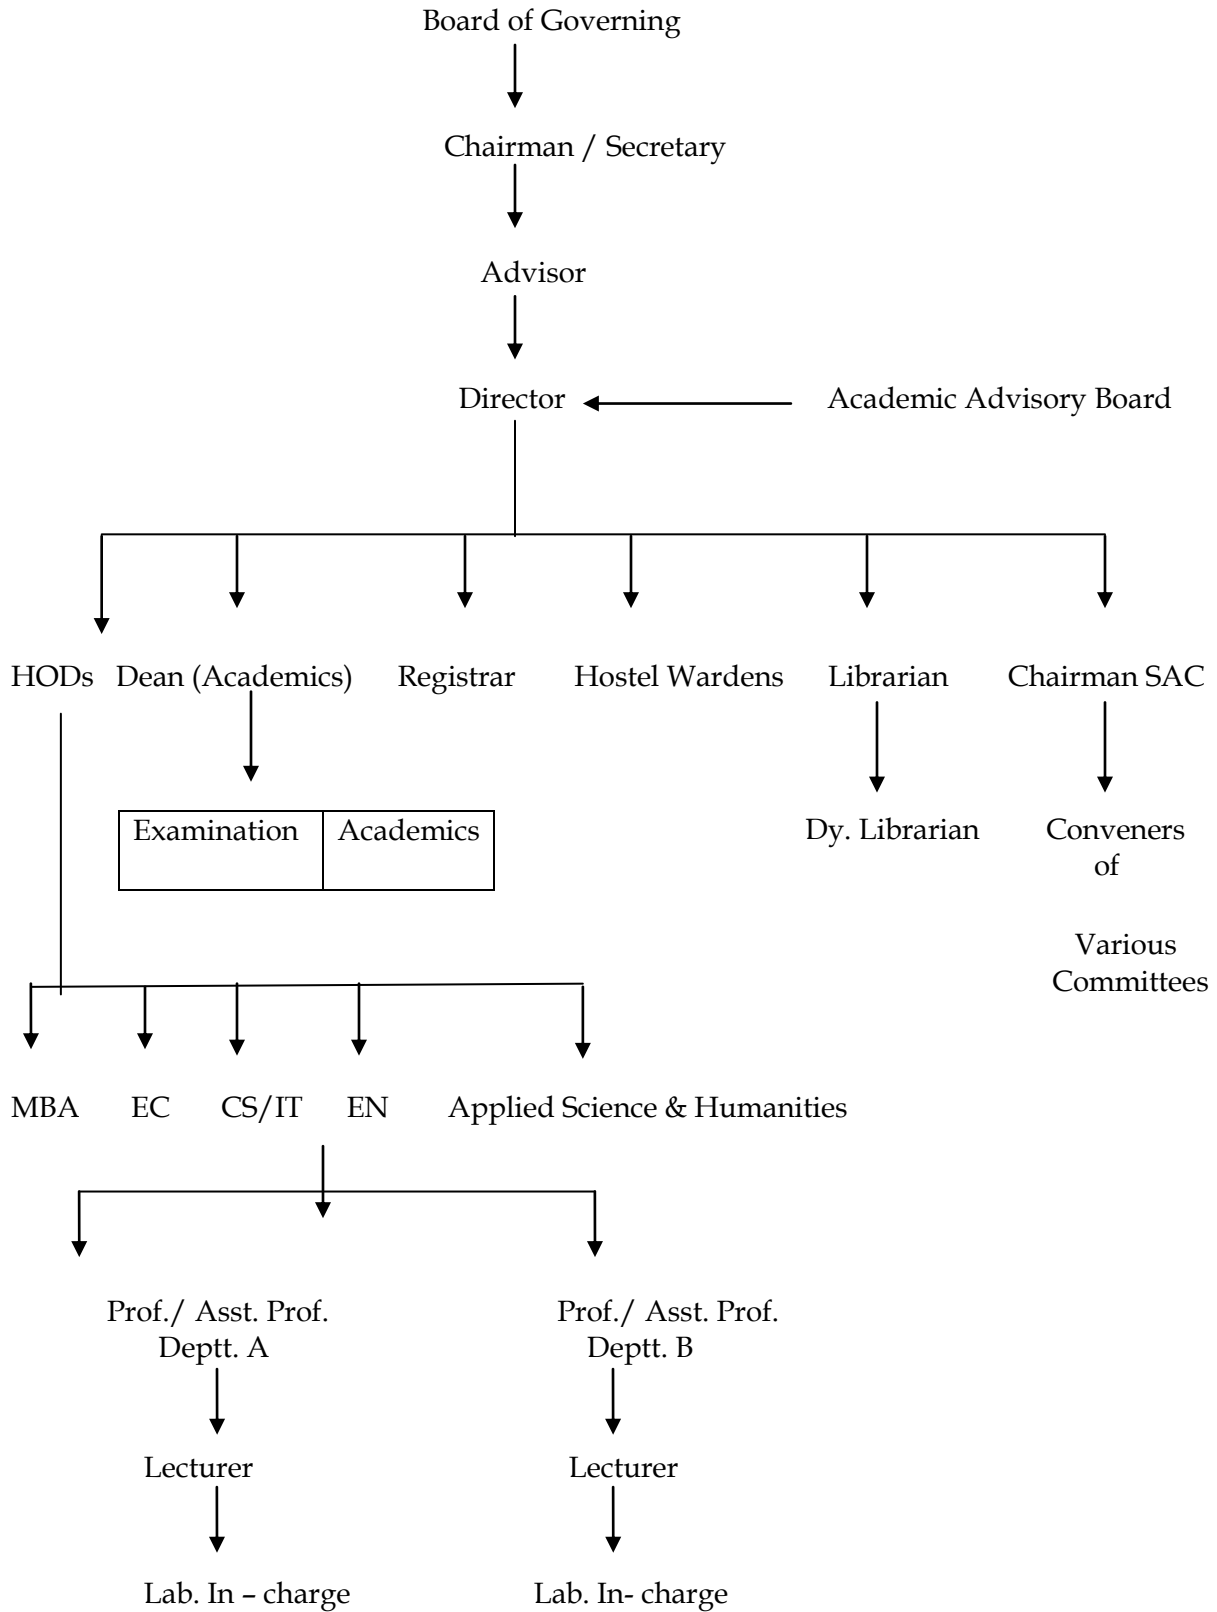 Board of Governing
Chairman / Secretary
Advisor
Director
Academic Advisory Board
HODs
Dean (Academics)
Registrar
Hostel Wardens
Librarian
Chairman SAC
Examination
Academics
Dy. Librarian
Conveners
of
Various
Committees
MBA
EC
CS/IT
EN
Applied Science & Humanities
Prof./ Asst. Prof.
Deptt. A
Prof./ Asst. Prof.
Deptt. B
Lecturer
Lecturer
Lab. In – charge
Lab. In- charge